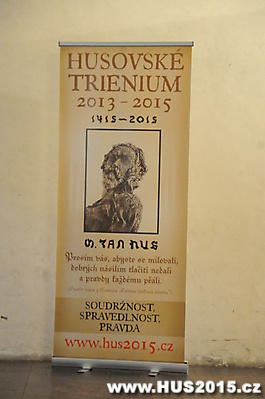 HUSOVSKÉ
TRIENIUM
2013 – 2015
1415–2015
M. JAN HUS
Prosím vás, abyste se milovali,
dobrých násilím tlačiti nedali
a pravdy každému přáli.
SOUDRŽNOST,
SPRAVEDLNOST,
PRAVDA
www.hus2015.cz
www.HUS2015.cz